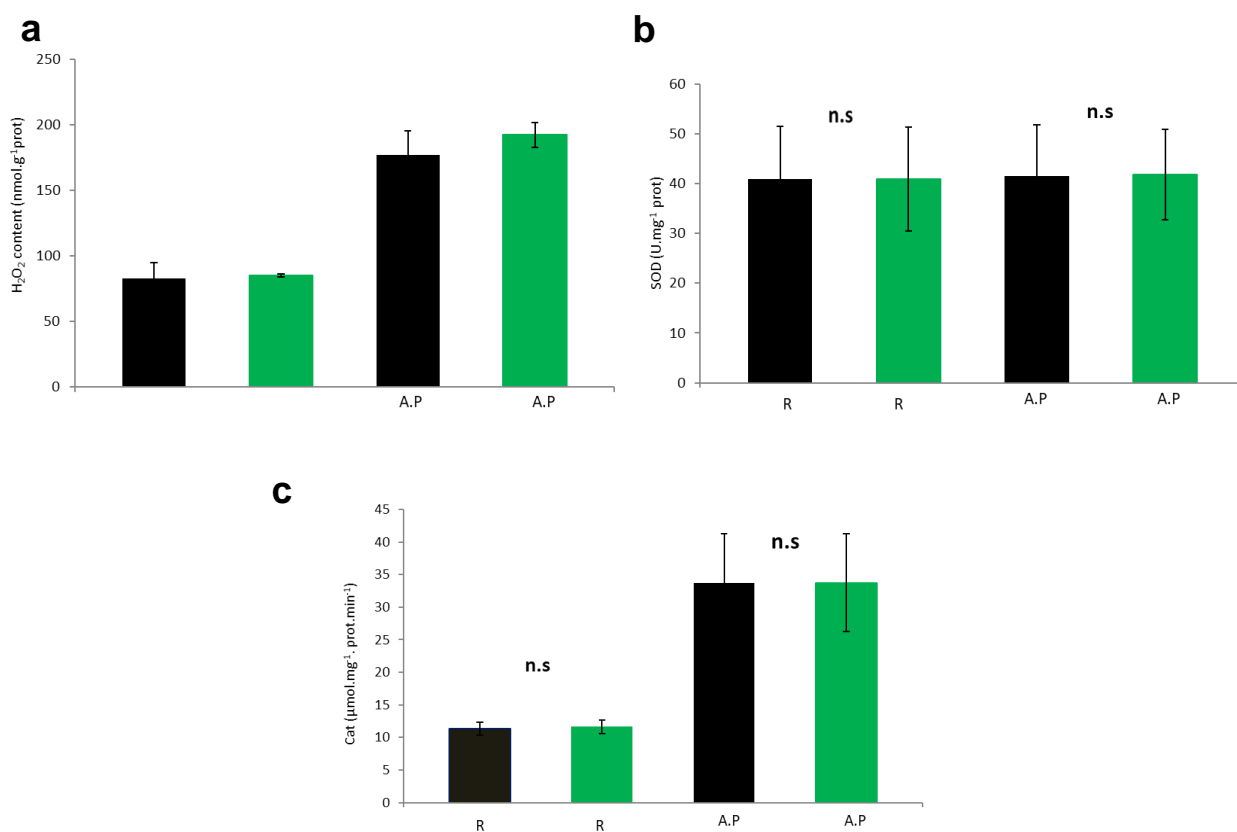 a
250
200
150
100
50
0
H₂O₂ content (nmol.g⁻¹prot)
A.P A.P
b
60
50
40
30
20
10
0
SOD (U.mg⁻¹ prot)
n.s n.s
R R A.P A.P
c
45
40
35
30
25
20
15
10
5
0
Cat (μmol.mg⁻¹. prot.min⁻¹)
n.s
n.s
R R A.P A.P